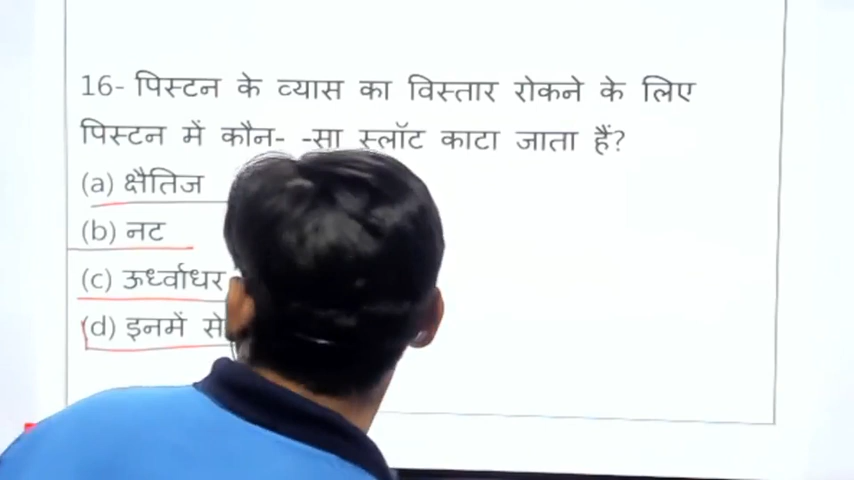 16- पिस्टन के व्यास का विस्तार रोकने के लिए
पिस्टन में कौन- -सा स्लॉट काटा जाता हैं?
(a) क्षैतिज
(b) नट
(c) ऊर्ध्वाधर
(d) इनमें से